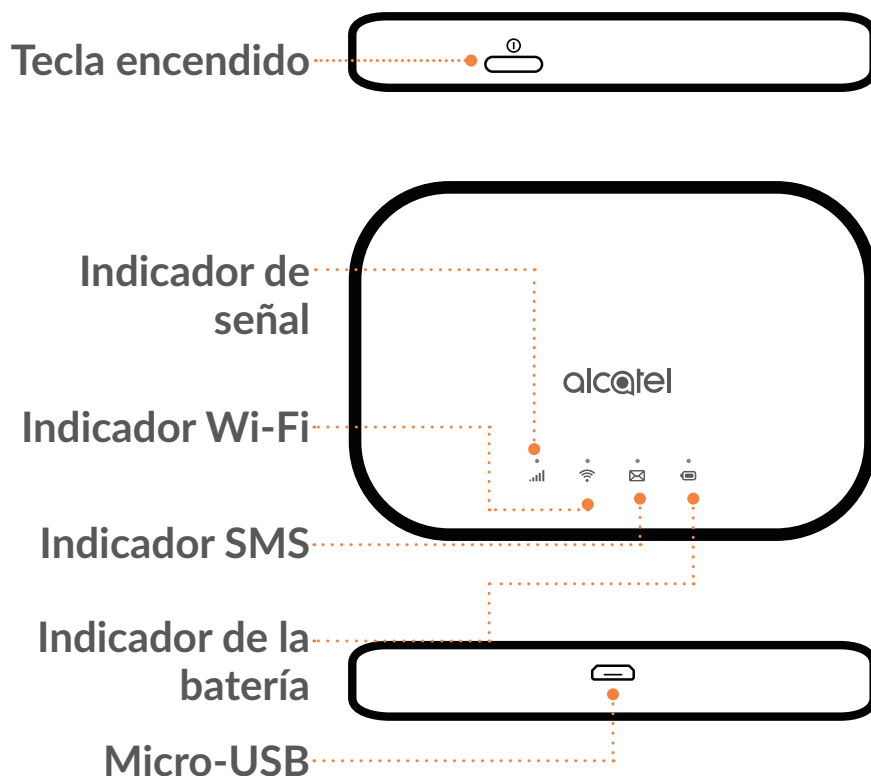 Tecla encendido
Indicador de
señal
alcatel
Indicador Wi-Fi
Indicador SMS
Indicador de la
batería
Micro-USB